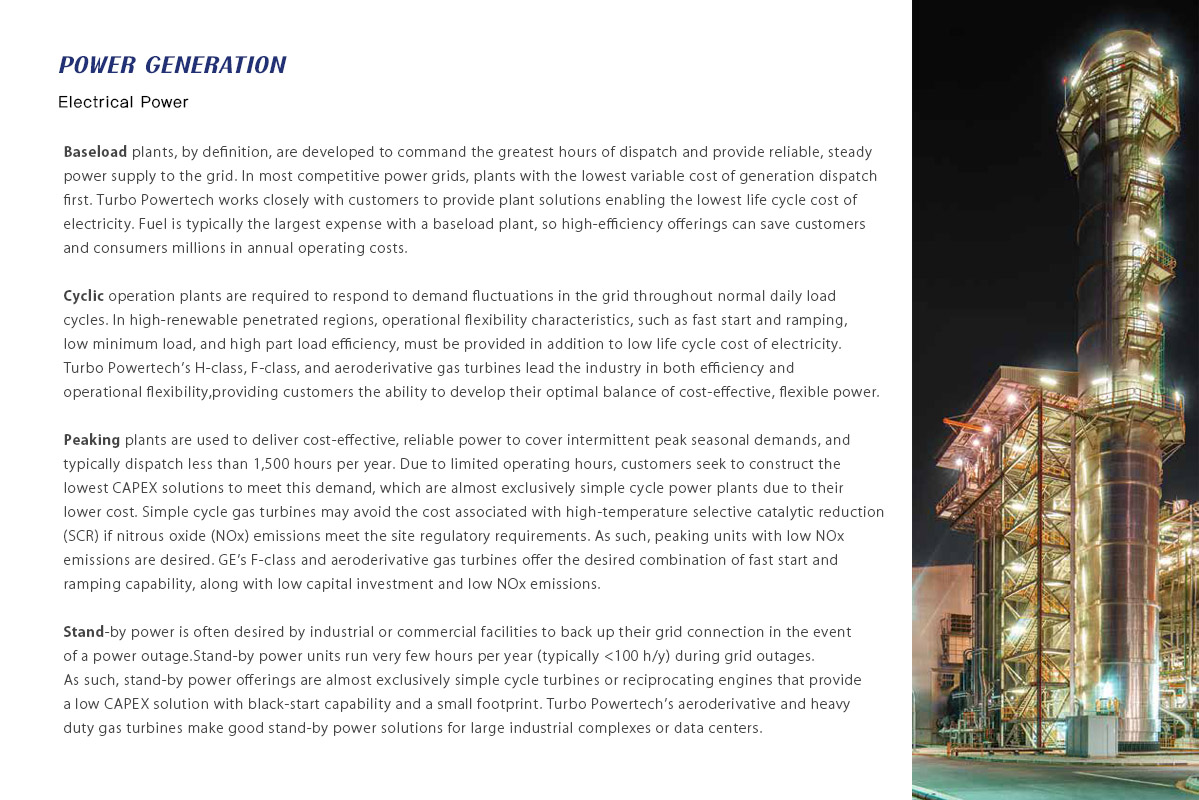 POWER GENERATION
Electrical Power
Baseload plants, by definition, are developed to command the greatest hours of dispatch and provide reliable, steady
power supply to the grid. In most competitive power grids, plants with the lowest variable cost of generation dispatch
first. Turbo Powertech works closely with customers to provide plant solutions enabling the lowest life cycle cost of
electricity. Fuel is typically the largest expense with a baseload plant, so high-efficiency offerings can save customers
and consumers millions in annual operating costs.
Cyclic operation plants are required to respond to demand fluctuations in the grid throughout normal daily load
cycles. In high-renewable penetrated regions, operational flexibility characteristics, such as fast start and ramping,
low minimum load, and high part load efficiency, must be provided in addition to low life cycle cost of electricity.
Turbo Powertech's H-class, F-class, and aeroderivative gas turbines lead the industry in both efficiency and
operational flexibility,providing customers the ability to develop their optimal balance of cost-effective, flexible power.
Peaking plants are used to deliver cost-effective, reliable power to cover intermittent peak seasonal demands, and
typically dispatch less than 1,500 hours per year. Due to limited operating hours, customers seek to construct the
lowest CAPEX solutions to meet this demand, which are almost exclusively simple cycle power plants due to their
lower cost. Simple cycle gas turbines may avoid the cost associated with high-temperature selective catalytic reduction
(SCR) if nitrous oxide (NOx) emissions meet the site regulatory requirements. As such, peaking units with low NOx
emissions are desired. GE's F-class and aeroderivative gas turbines offer the desired combination of fast start and
ramping capability, along with low capital investment and low NOx emissions.
Stand-by power is often desired by industrial or commercial facilities to back up their grid connection in the event
of a power outage.Stand-by power units run very few hours per year (typically <100 h/y) during grid outages.
As such, stand-by power offerings are almost exclusively simple cycle turbines or reciprocating engines that provide
a low CAPEX solution with black-start capability and a small footprint. Turbo Powertech's aeroderivative and heavy
duty gas turbines make good stand-by power solutions for large industrial complexes or data centers.